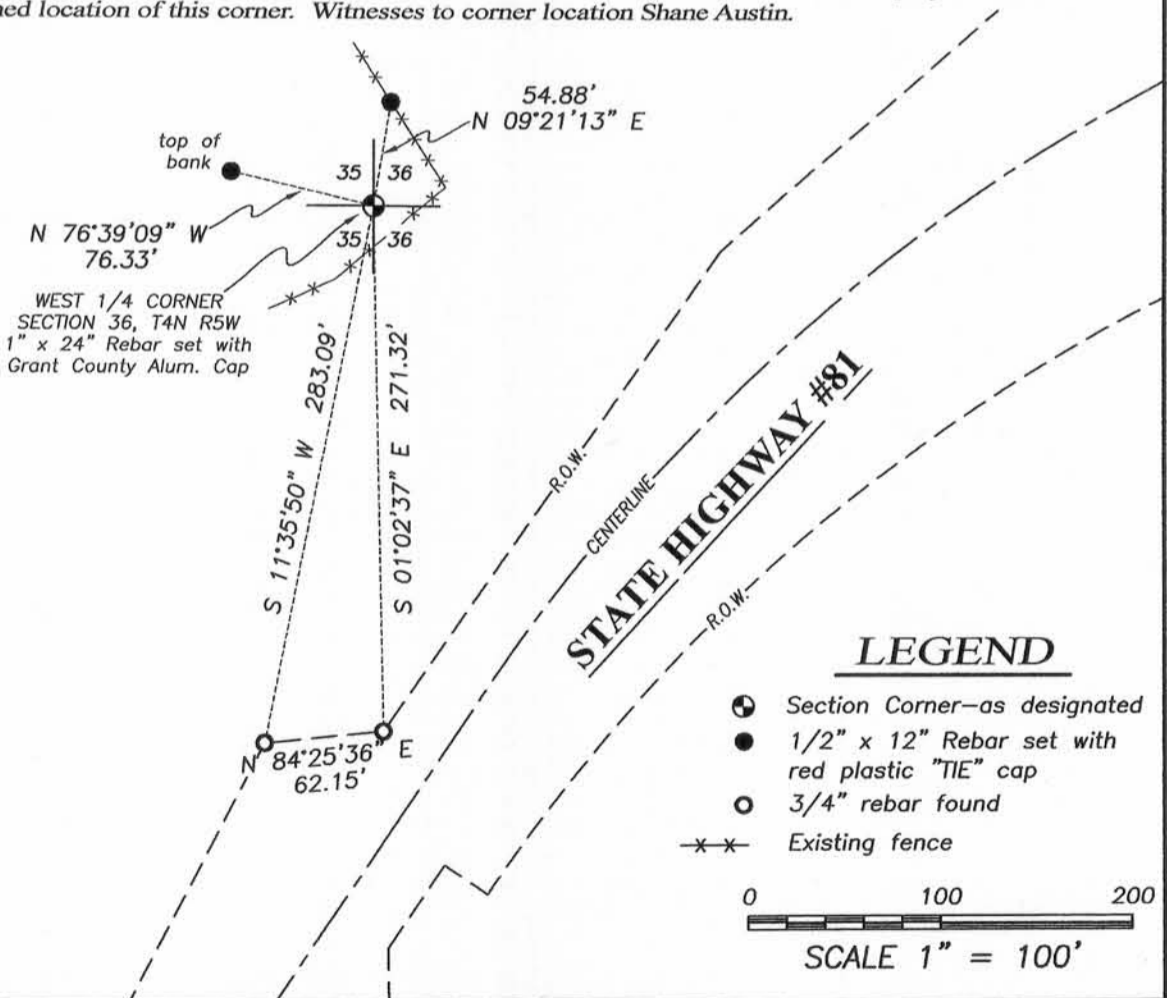 ned location of this corner. Witnesses to corner location Shane Austin.
54.88'
N 09°21'13" E
top of
bank
35 36
35 36
N 76°39'09" W
76.33'
WEST 1/4 CORNER
SECTION 36, T4N R5W
1" x 24" Rebar set with
Grant County Alum. Cap
S 11°35'50" W 283.09'
S 01°02'37" E 271.32'
R.O.W.
CENTERLINE
STATE HIGHWAY #81
R.O.W.
N 84°25'36" E
62.15'
LEGEND
Section Corner-as designated
1/2" x 12" Rebar set with
red plastic "TIE" cap
3/4" rebar found
Existing fence
0 100 200
SCALE 1" = 100'